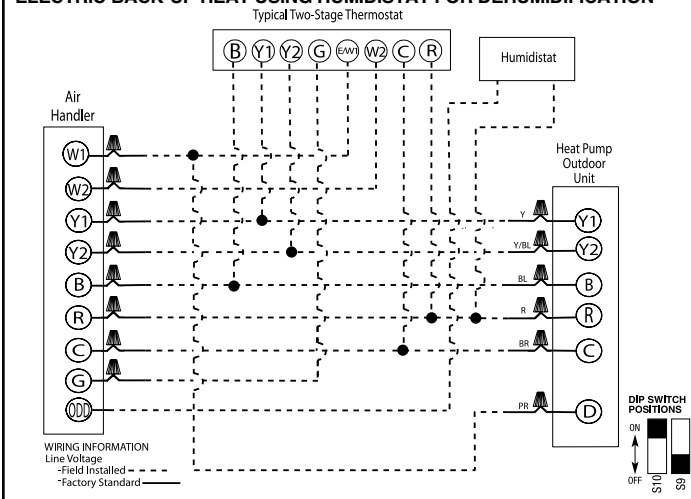 ELECTRIC BACK-UP HEAT USING HUMIDISTAT FOR DEHUMIDIFICATION
Typical Two-Stage Thermostat
B Y1 Y2 G E/W1 W2 C R
Humidistat
Air
Handler
Heat Pump
Outdoor
Unit
W1
W2
Y1 Y Y1
Y2 Y/BL Y2
B BL B
R R R
C BR C
G
ODD PR D
DIP SWITCH
POSITIONS
ON
OFF
S10
S9
WIRING INFORMATION
Line Voltage
-Field Installed
-Factory Standard